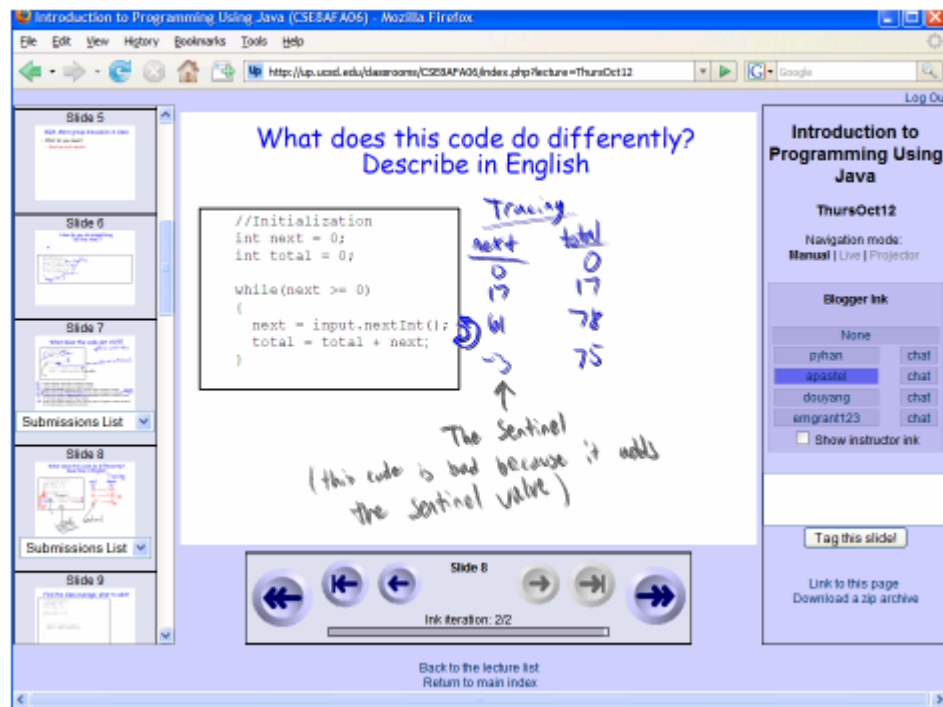 Introduction to Programming Using Java (CSE8AFA06) - Mozilla Firefox
File Edit View History Bookmarks Tools Help
http://up.ucsd.edu/classrooms/CSE8AFA06/index.php?lecture=ThursOct12
Google
Log Ou
Slide 5
Slide 6
Slide 7
Submissions List
Slide 8
Submissions List
Slide 9
What does this code do differently?
Describe in English
//Initialization
int next = 0;
int total = 0;
while(next >= 0)
{
next = input.nextInt();
total = total + next;
}
Tracing
next total
0 0
17 17
61 78
-3 75
The Sentinel
(this code is bad because it adds
the sentinel value)
Slide 8
Ink iteration: 2/2
Back to the lecture list
Return to main index
Introduction to
Programming Using
Java
ThursOct12
Navigation mode:
Manual | Live | Projector
Blogger Ink
None
pyhan chat
apastel chat
douyang chat
emgrant123 chat
Show instructor ink
Tag this slide!
Link to this page
Download a zip archive